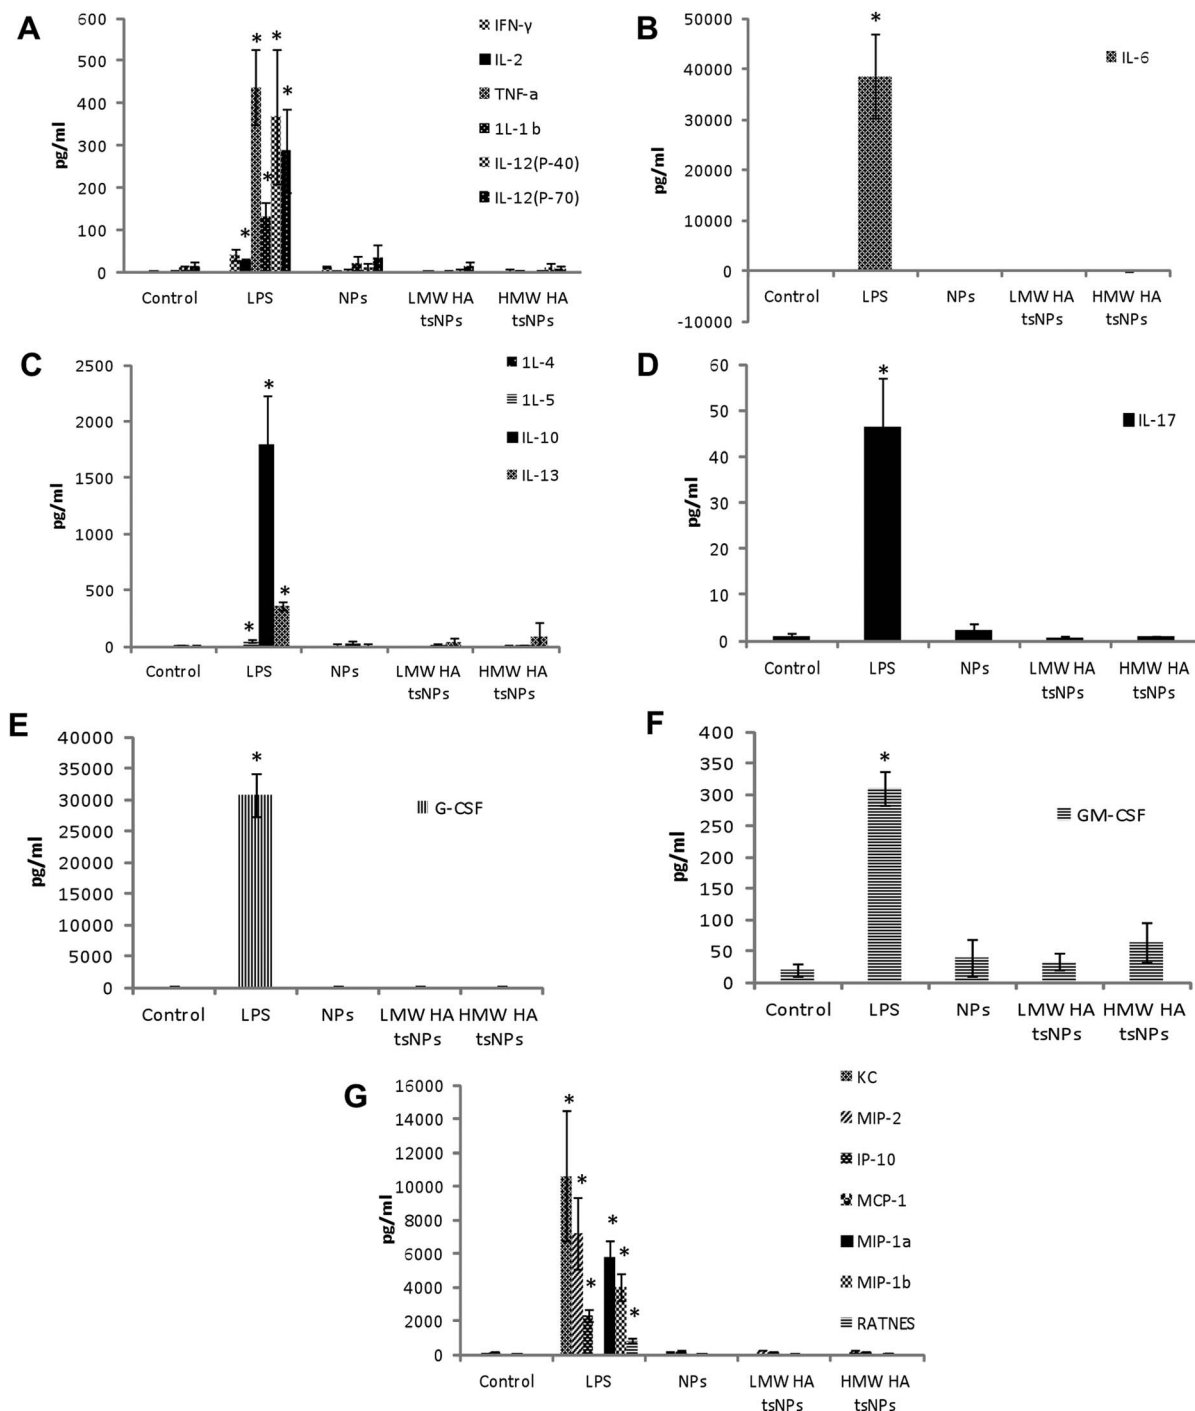 A
pg/ml
600
500
400
300
200
100
0
* * * * *
IFN-γ
IL-2
TNF-a
1L-1 b
IL-12(P-40)
IL-12(P-70)
Control LPS NPs LMW HA HMW HA
tsNPs tsNPs
B
pg/ml
50000
40000
30000
20000
10000
0
-10000
*
IL-6
Control LPS NPs LMW HA HMW HA
tsNPs tsNPs
C
pg/ml
2500
2000
1500
1000
500
0
* * *
1L-4
1L-5
IL-10
IL-13
Control LPS NPs LMW HA HMW HA
tsNPs tsNPs
D
pg/ml
60
50
40
30
20
10
0
*
IL-17
Control LPS NPs LMW HA HMW HA
tsNPs tsNPs
E
pg/ml
40000
35000
30000
25000
20000
15000
10000
5000
0
*
G-CSF
Control LPS NPs LMW HA HMW HA
tsNPs tsNPs
F
pg/ml
400
350
300
250
200
150
100
50
0
*
GM-CSF
Control LPS NPs LMW HA HMW HA
tsNPs tsNPs
G
pg/ml
16000
14000
12000
10000
8000
6000
4000
2000
0
* * * * * *
KC
MIP-2
IP-10
MCP-1
MIP-1a
MIP-1b
RATNES
Control LPS NPs LMW HA HMW HA
tsNPs tsNPs